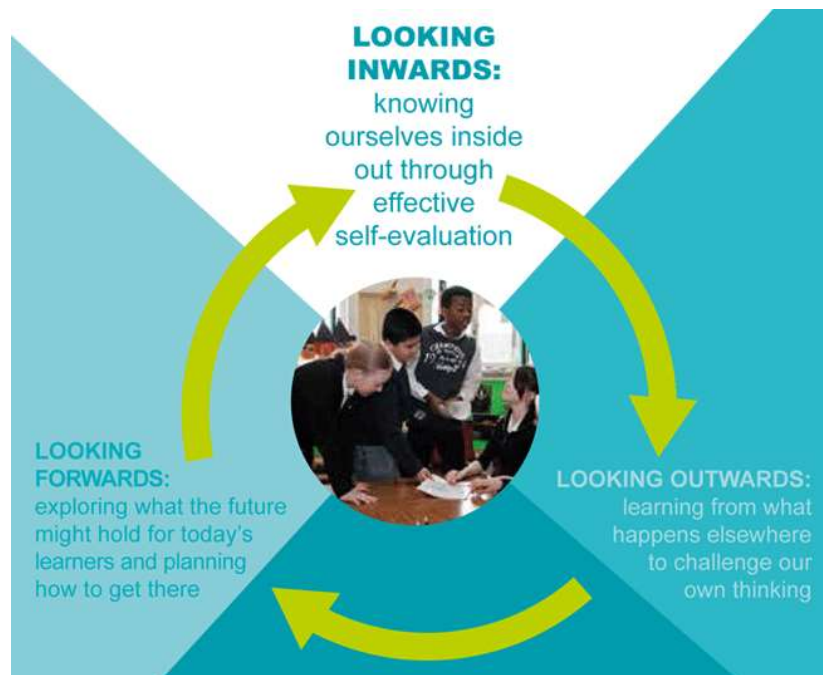 LOOKING
INWARDS:
knowing
ourselves inside
out through
effective
self-evaluation
LOOKING OUTWARDS:
learning from what
happens elsewhere
to challenge our
own thinking
LOOKING
FORWARDS:
exploring what the future
might hold for today's
learners and planning
how to get there